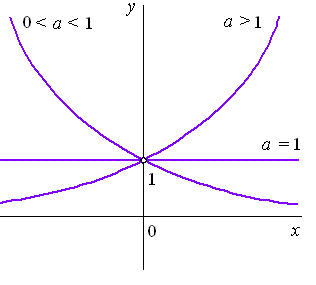 y
0 < a < 1
a > 1
a = 1
1
0
x